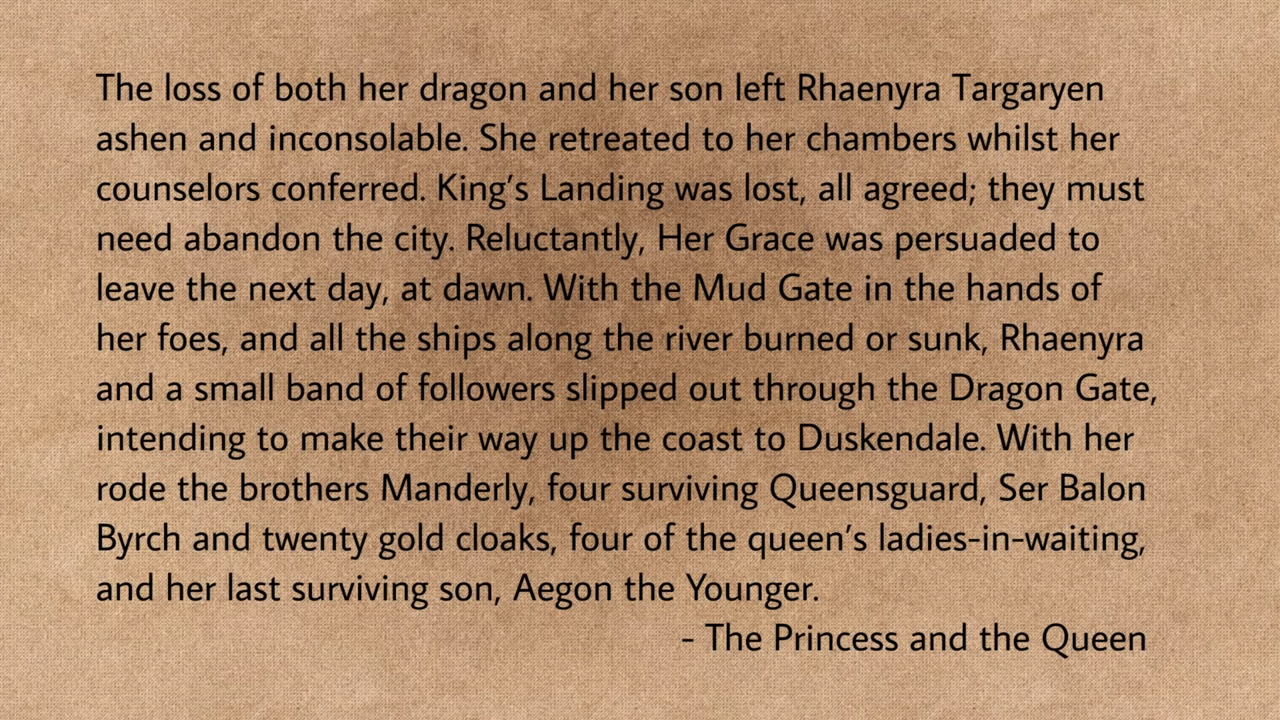 The loss of both her dragon and her son left Rhaenyra Targaryen
ashen and inconsolable. She retreated to her chambers whilst her
counselors conferred. King’s Landing was lost, all agreed; they must
need abandon the city. Reluctantly, Her Grace was persuaded to
leave the next day, at dawn. With the Mud Gate in the hands of
her foes, and all the ships along the river burned or sunk, Rhaenyra
and a small band of followers slipped out through the Dragon Gate,
intending to make their way up the coast to Duskendale. With her
rode the brothers Manderly, four surviving Queensguard, Ser Balon
Byrch and twenty gold cloaks, four of the queen’s ladies-in-waiting,
and her last surviving son, Aegon the Younger.
- The Princess and the Queen